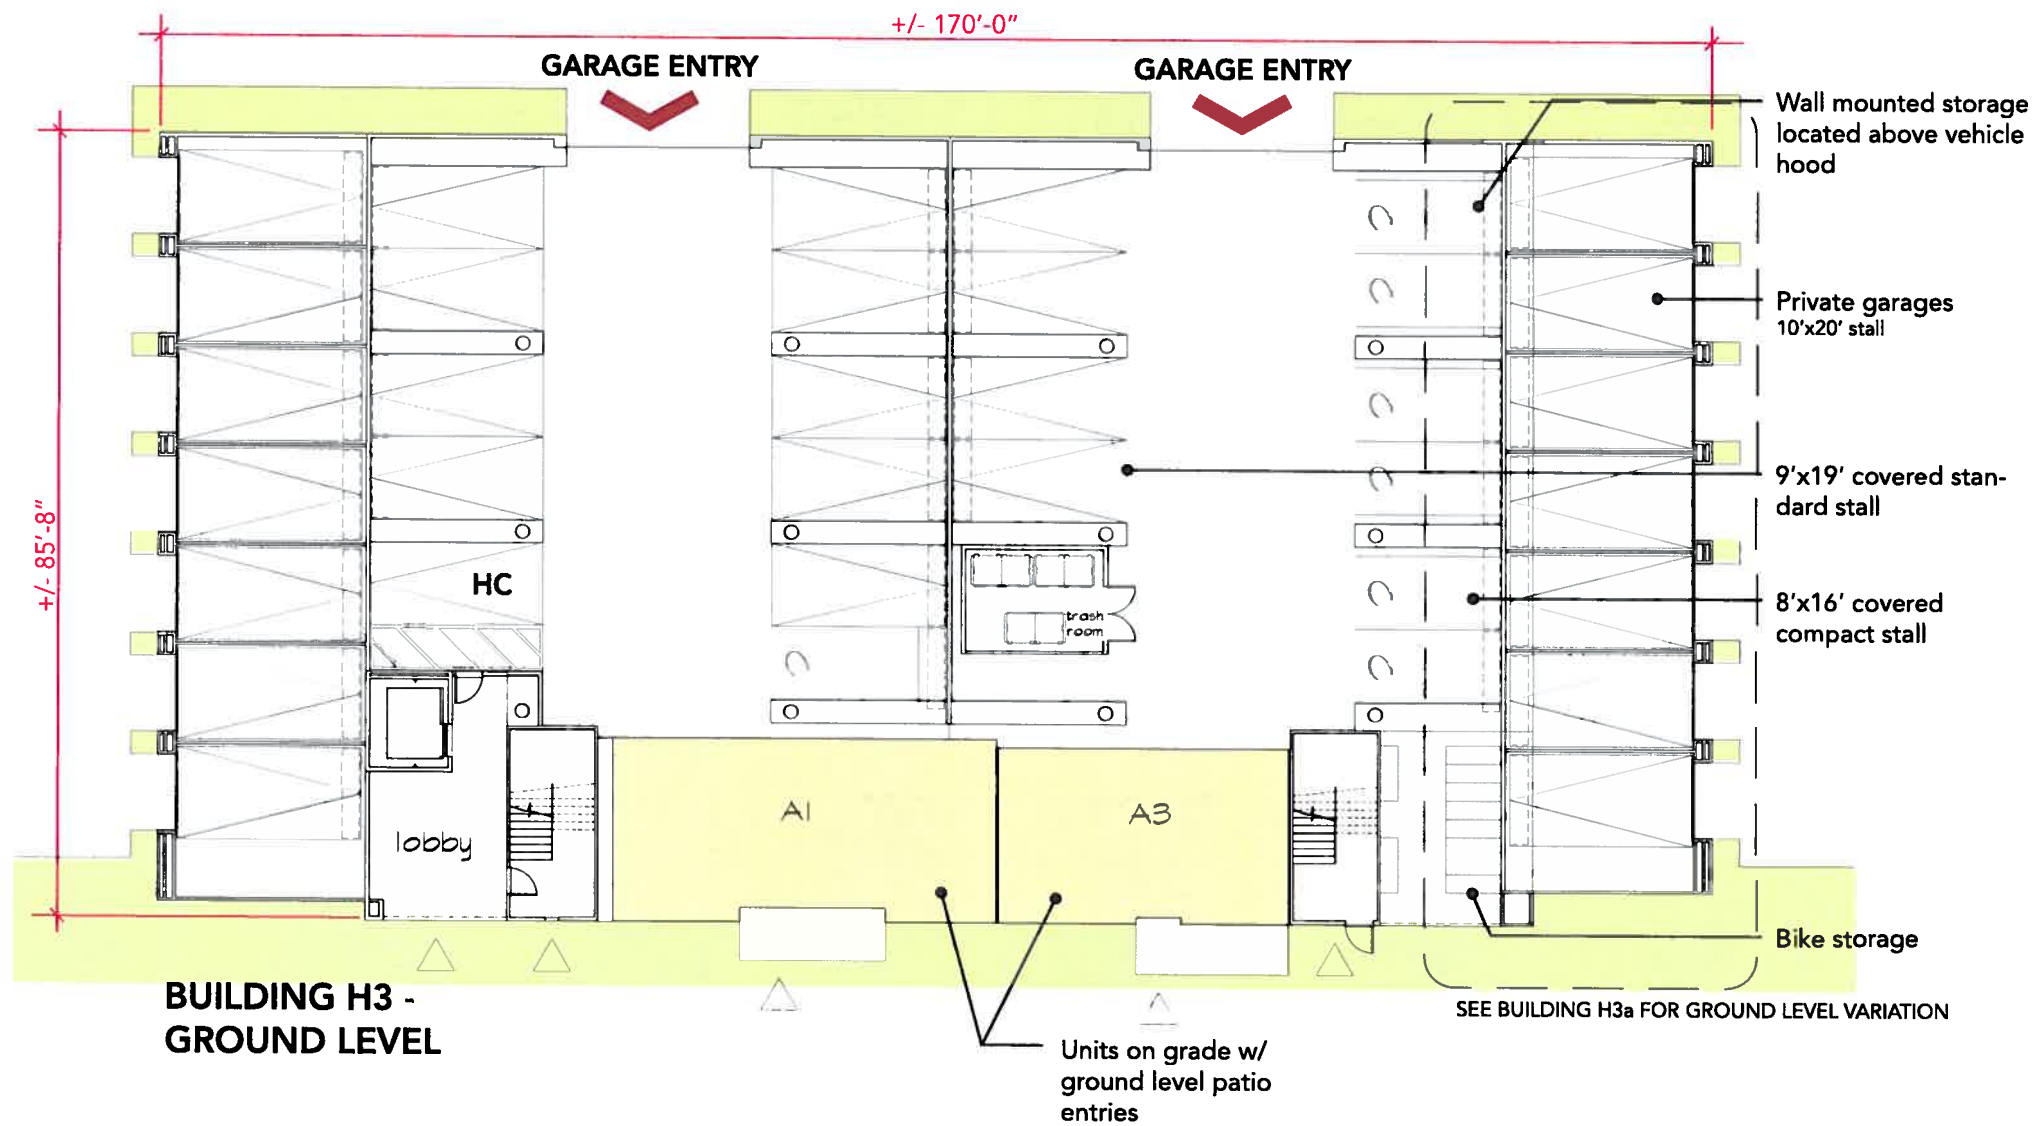 +/- 170'-0"
GARAGE ENTRY
GARAGE ENTRY
Wall mounted storage
located above vehicle
hood
Private garages
10'x20' stall
+/- 85'-8"
9'x19' covered stan-
dard stall
HC
trash
room
8'x16' covered
compact stall
A1
A3
lobby
Bike storage
BUILDING H3 -
GROUND LEVEL
SEE BUILDING H3a FOR GROUND LEVEL VARIATION
Units on grade w/
ground level patio
entries